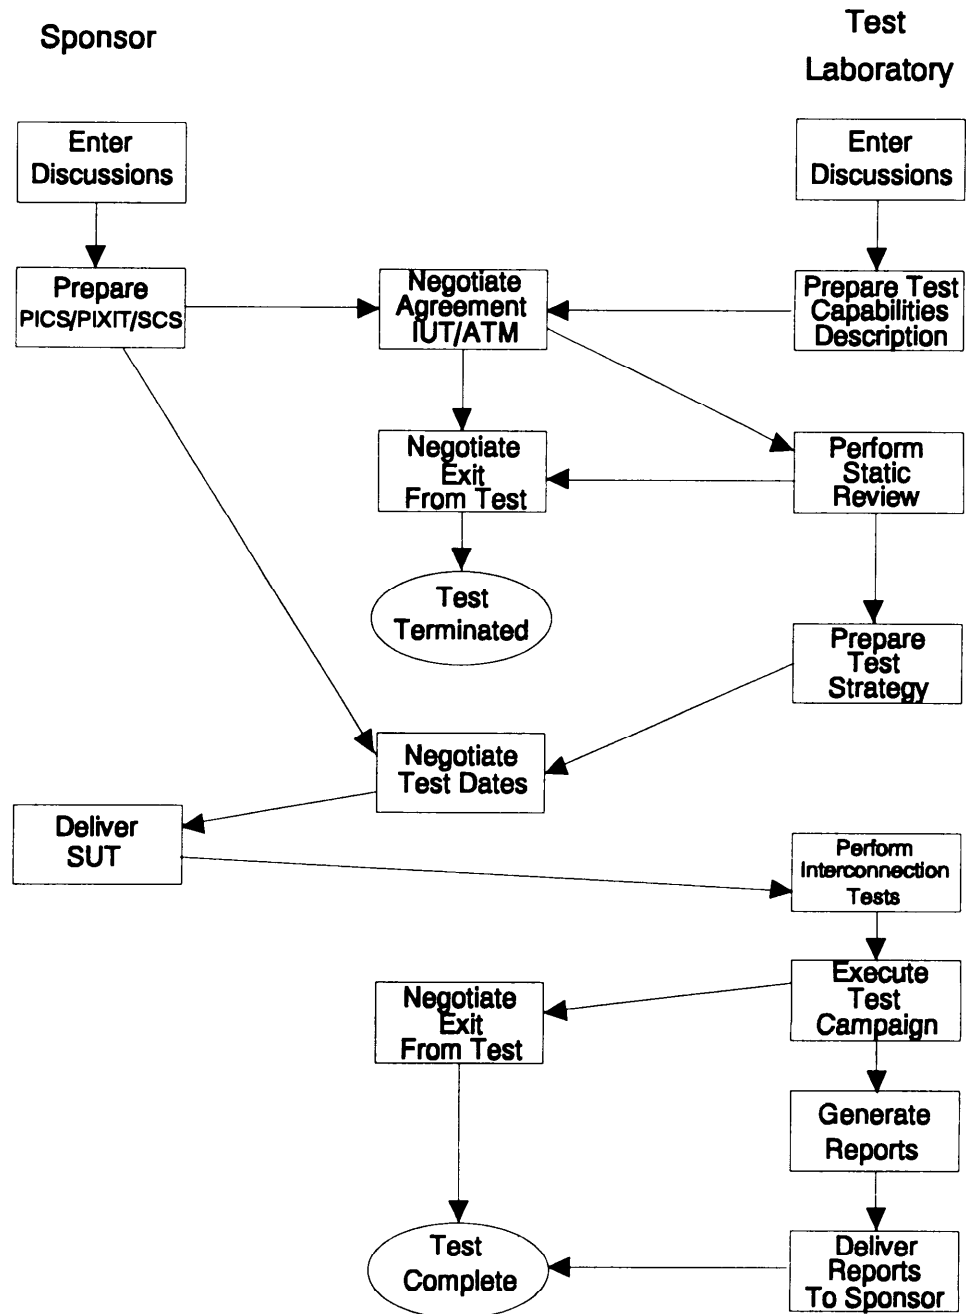 Sponsor
Test
Laboratory
Enter
Discussions
Enter
Discussions
Prepare
PICS/PIXIT/SCS
Negotiate
Agreement
IUT/ATM
Prepare Test
Capabilities
Description
Negotiate
Exit
From Test
Perform
Static
Review
Test
Terminated
Prepare
Test
Strategy
Negotiate
Test Dates
Deliver
SUT
Perform
Interconnection
Tests
Negotiate
Exit
From Test
Execute
Test
Campaign
Generate
Reports
Test
Complete
Deliver
Reports
To Sponsor